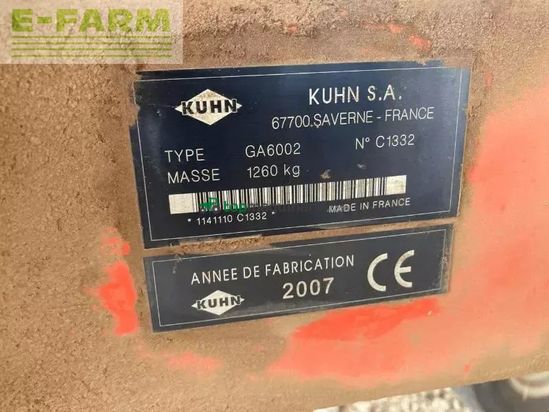 E-FARM
KUHN
KUHN S.A.
67700 SAVERNE - FRANCE
TYPE GA6002 N° C1332
MASSE 1260 kg
* 1141110 C1332 *
MADE IN FRANCE
ANNEE DE FABRICATION
KUHN 2007 CE